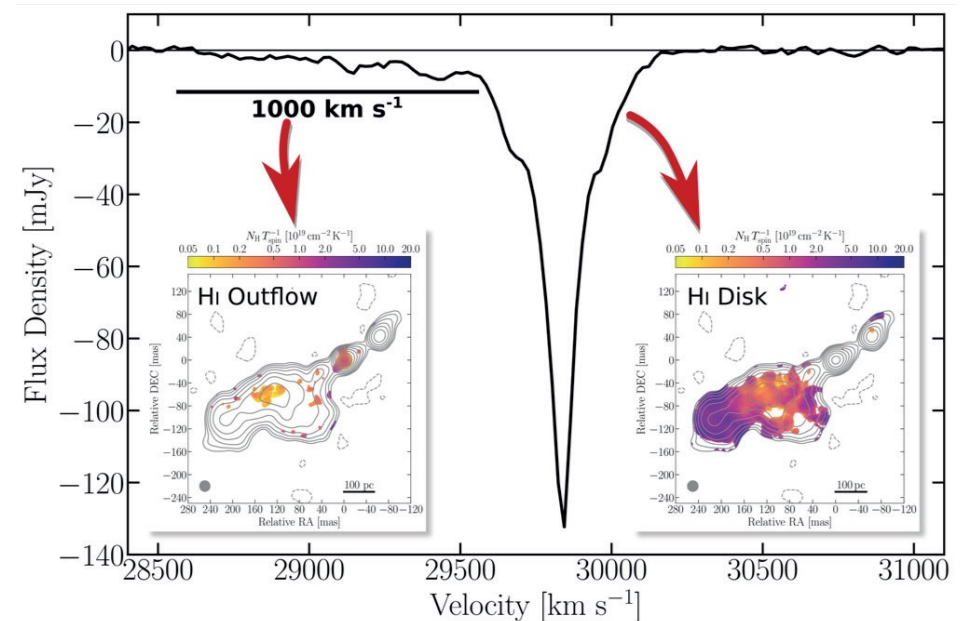 0
−20
−40
−60
−80
−100
−120
−140
Flux Density [mJy]
1000 km s⁻¹
N_H T_spin⁻¹ [10¹⁹ cm⁻² K⁻¹]
0.05 0.1 0.2 0.5 1.0 2.0 5.0 10.0 20.0
HI Outflow
120
80
40
0
−40
−80
−120
−160
−200
−240
Relative DEC [mas]
100 pc
280 240 200 160 120 80 40 0 −40 −80 −120
Relative RA [mas]
N_H T_spin⁻¹ [10¹⁹ cm⁻² K⁻¹]
0.05 0.1 0.2 0.5 1.0 2.0 5.0 10.0 20.0
HI Disk
120
80
40
0
−40
−80
−120
−160
−200
−240
Relative DEC [mas]
100 pc
280 240 200 160 120 80 40 0 −40 −80 −120
Relative RA [mas]
28500 29000 29500 30000 30500 31000
Velocity [km s⁻¹]